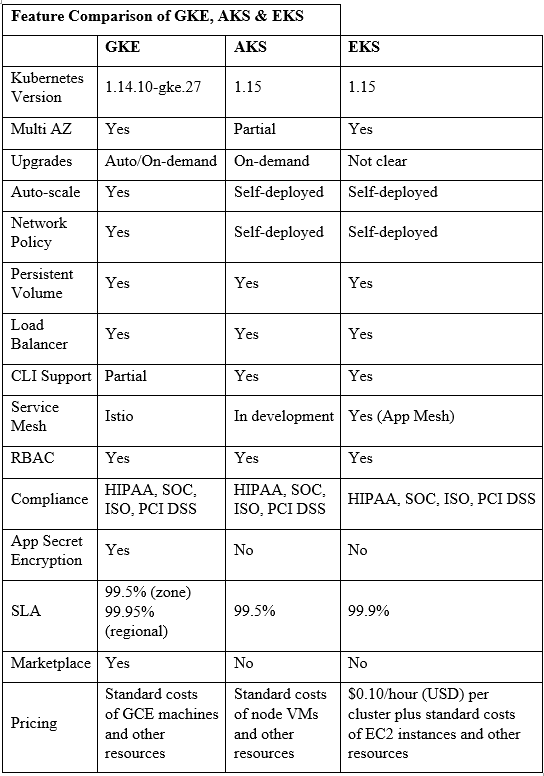 Feature Comparison of GKE, AKS & EKS
GKE AKS EKS
Kubernetes
Version 1.14.10-gke.27 1.15 1.15
Multi AZ Yes Partial Yes
Upgrades Auto/On-demand On-demand Not clear
Auto-scale Yes Self-deployed Self-deployed
Network
Policy Yes Self-deployed Self-deployed
Persistent
Volume Yes Yes Yes
Load
Balancer Yes Yes Yes
CLI Support Partial Yes Yes
Service
Mesh Istio In development Yes (App Mesh)
RBAC Yes Yes Yes
Compliance HIPAA, SOC, HIPAA, SOC, HIPAA, SOC, ISO, PCI DSS
ISO, PCI DSS ISO, PCI DSS
App Secret
Encryption Yes No No
SLA 99.5% (zone) 99.5% 99.9%
99.95%
(regional)
Marketplace Yes No No
Pricing Standard costs Standard costs $0.10/hour (USD) per
of GCE machines of node VMs cluster plus standard costs
and other and other of EC2 instances and other
resources resources resources